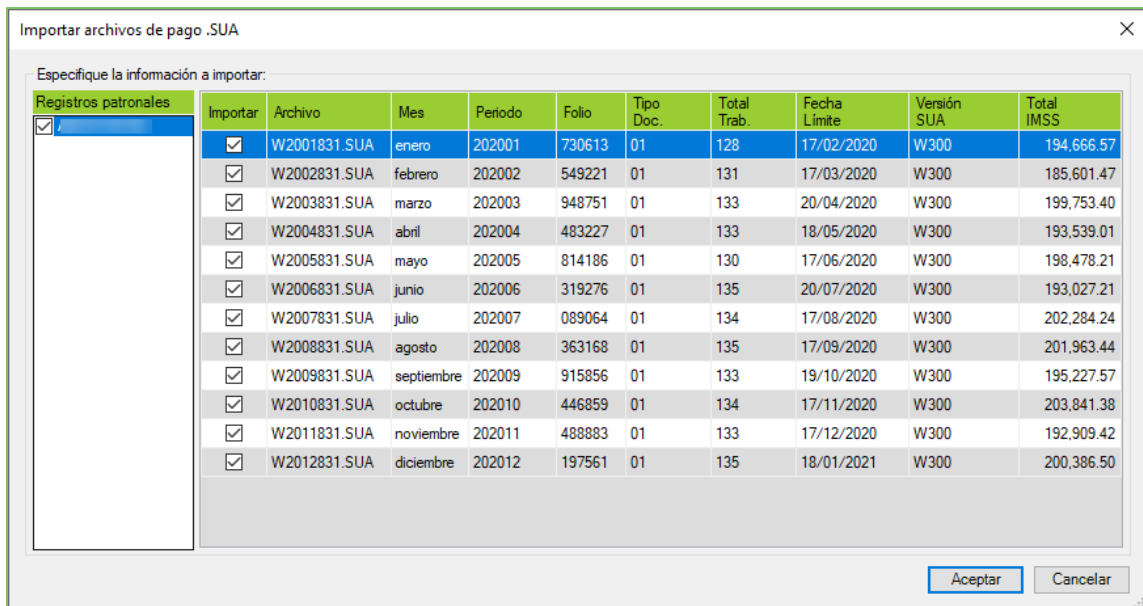 Importar archivos de pago .SUA
Especifique la información a importar:
Registros patronales
Importar Archivo Mes Periodo Folio Tipo Doc. Total Trab. Fecha Límite Versión SUA Total IMSS
W2001831.SUA enero 202001 730613 01 128 17/02/2020 W300 194,666.57
W2002831.SUA febrero 202002 549221 01 131 17/03/2020 W300 185,601.47
W2003831.SUA marzo 202003 948751 01 133 20/04/2020 W300 199,753.40
W2004831.SUA abril 202004 483227 01 133 18/05/2020 W300 193,539.01
W2005831.SUA mayo 202005 814186 01 130 17/06/2020 W300 198,478.21
W2006831.SUA junio 202006 319276 01 135 20/07/2020 W300 193,027.21
W2007831.SUA julio 202007 089064 01 134 17/08/2020 W300 202,284.24
W2008831.SUA agosto 202008 363168 01 135 17/09/2020 W300 201,963.44
W2009831.SUA septiembre 202009 915856 01 133 19/10/2020 W300 195,227.57
W2010831.SUA octubre 202010 446859 01 134 17/11/2020 W300 203,841.38
W2011831.SUA noviembre 202011 488883 01 133 17/12/2020 W300 192,909.42
W2012831.SUA diciembre 202012 197561 01 135 18/01/2021 W300 200,386.50
Aceptar Cancelar